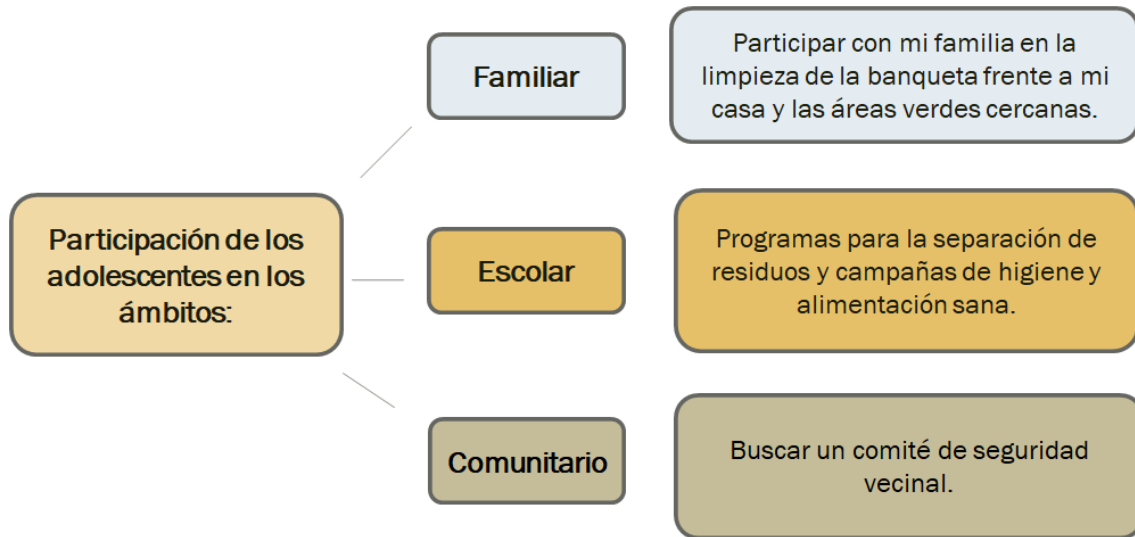 Familiar
Participar con mi familia en la
limpieza de la banqueta frente a mi
casa y las áreas verdes cercanas.
Participación de los
adolescentes en los
ámbitos:
Escolar
Programas para la separación de
residuos y campañas de higiene y
alimentación sana.
Comunitario
Buscar un comité de seguridad
vecinal.